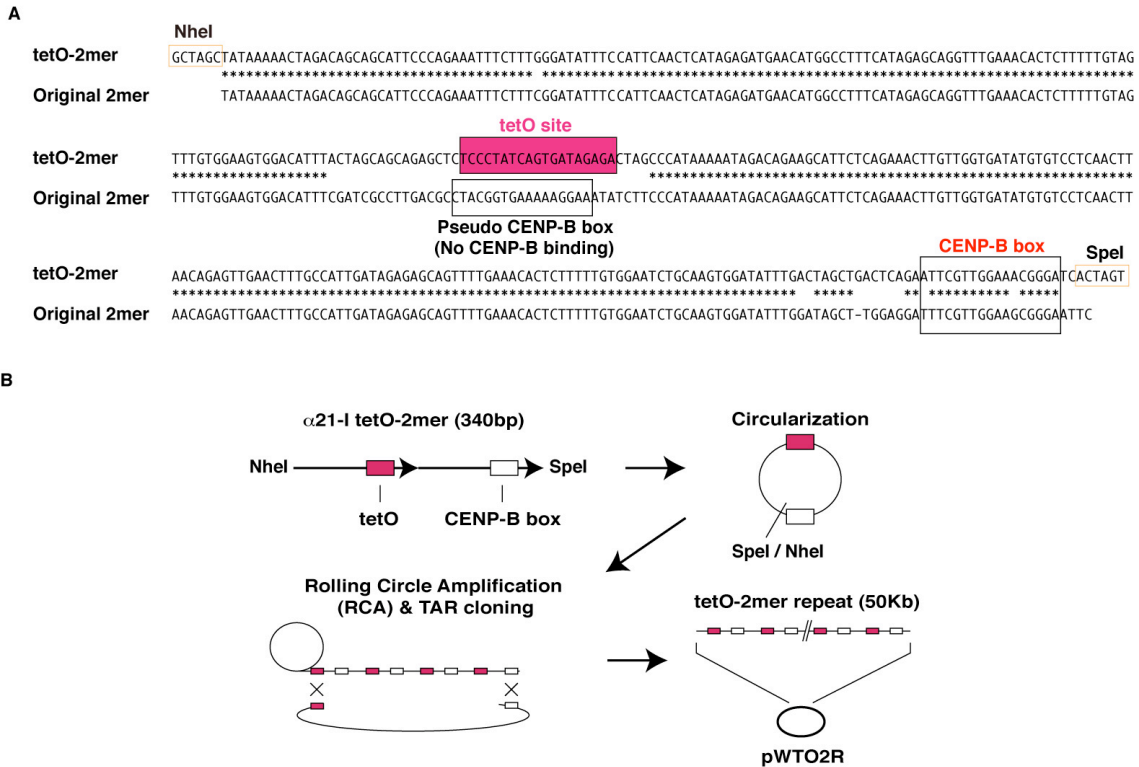 A
NheI
tetO-2mer GCTAGCTATAAAAACTAGACAGCAGCATTCCCAGAAATTTCTTTGGGATATTTCCATTCAACTCATAGAGATGAACATGGCCTTTCATAGAGCAGGTTTGAAACACTCTTTTTGTAG
************************************** ************************************************************************
Original 2mer TATAAAAACTAGACAGCAGCATTCCCAGAAATTTCTTTCGGATATTTCCATTCAACTCATAGAGATGAACATGGCCTTTCATAGAGCAGGTTTGAAACACTCTTTTTGTAG
tetO site
tetO-2mer TTTGTGGAAGTGGACATTTACTAGCAGCAGAGCTCTCCCTATCAGTGATAGAGACTAGCCCATAAAAATAGACAGAAGCATTCTCAGAAACTTGTTGGTGATATGTGTCCTCAACTT
******************* ***********************************************************
Original 2mer TTTGTGGAAGTGGACATTTCGATCGCCTTGACGCCTACGGTGAAAAAGGAAATATCTTCCCATAAAAATAGACAGAAGCATTCTCAGAAACTTGTTGGTGATATGTGTCCTCAACTT
Pseudo CENP-B box
(No CENP-B binding)
CENP-B box
SpeI
tetO-2mer AACAGAGTTGAACTTTGCCATTGATAGAGAGCAGTTTTGAAACACTCTTTTTGTGGAATCTGCAAGTGGATATTTGACTAGCTGACTCAGAATTCGTTGGAAACGGGATCACTAGT
**************************************************************************** ***** ** ********** *****
Original 2mer AACAGAGTTGAACTTTGCCATTGATAGAGAGCAGTTTTGAAACACTCTTTTTGTGGAATCTGCAAGTGGATATTTGGATAGCT-TGGAGGATTTCGTTGGAAGCGGGAATTC
B
α21-I tetO-2mer (340bp)
NheI
SpeI
tetO
CENP-B box
Circularization
SpeI / NheI
Rolling Circle Amplification
(RCA) & TAR cloning
tetO-2mer repeat (50Kb)
pWTO2R